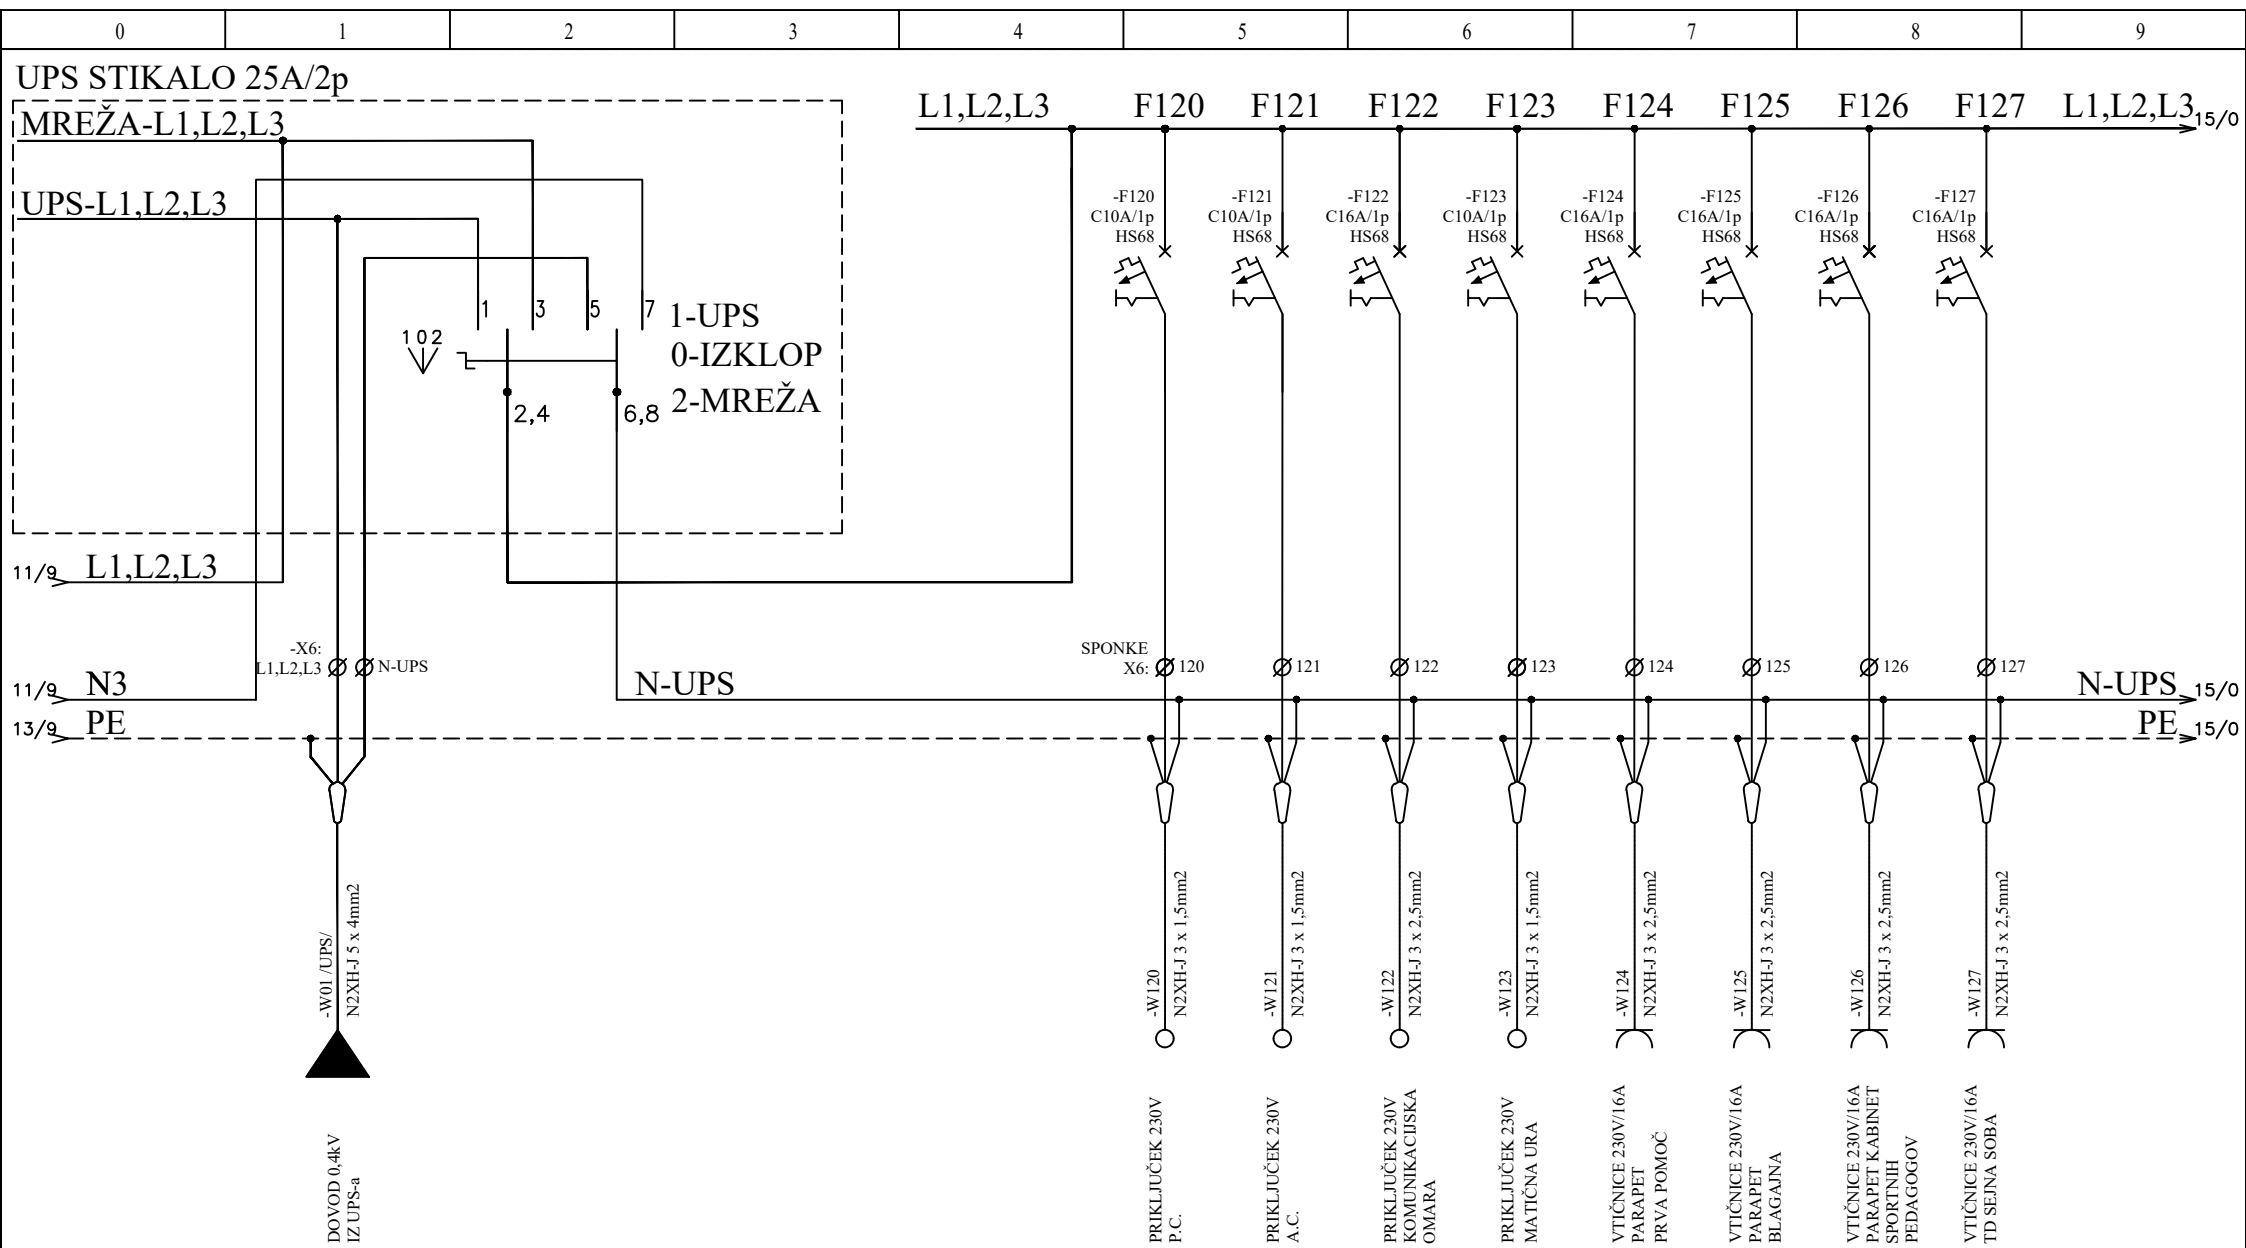 0 1 2 3 4 5 6 7 8 9
UPS STIKALO 25A/2p
MREŽA-L1,L2,L3
UPS-L1,L2,L3
1 3 5 7
1-UPS
0-IZKLOP
2-MREŽA
1 0 2
2,4
6,8
L1,L2,L3 F120 F121 F122 F123 F124 F125 F126 F127 L1,L2,L3 15/0
-F120
C10A/1p
HS68
-F121
C10A/1p
HS68
-F122
C16A/1p
HS68
-F123
C10A/1p
HS68
-F124
C16A/1p
HS68
-F125
C16A/1p
HS68
-F126
C16A/1p
HS68
-F127
C16A/1p
HS68
11/9 L1,L2,L3
-X6:
L1,L2,L3
N-UPS
SPONKE
X6: 120 121 122 123 124 125 126 127
11/9 N3
N-UPS
N-UPS 15/0
13/9 PE
PE 15/0
-W01 /UPS/
N2XH-J 5 x 4mm2
-W120
N2XH-J 3 x 1,5mm2
-W121
N2XH-J 3 x 1,5mm2
-W122
N2XH-J 3 x 2,5mm2
-W123
N2XH-J 3 x 1,5mm2
-W124
N2XH-J 3 x 2,5mm2
-W125
N2XH-J 3 x 2,5mm2
-W126
N2XH-J 3 x 2,5mm2
-W127
N2XH-J 3 x 2,5mm2
DOVOD 0,4kV
IZ UPS-a
PRIKLJUČEK 230V
P.C.
PRIKLJUČEK 230V
A.C.
PRIKLJUČEK 230V
KOMUNIKACIJSKA
OMARA
PRIKLJUČEK 230V
MATIČNA URA
VTIČNICE 230V/16A
PARAPET
PRVA POMOČ
VTIČNICE 230V/16A
PARAPET
BLAGAJNA
VTIČNICE 230V/16A
PARAPET KABINET
SPORTNIH
PEDAGOGOV
VTIČNICE 230V/16A
TD SEJNA SOBA